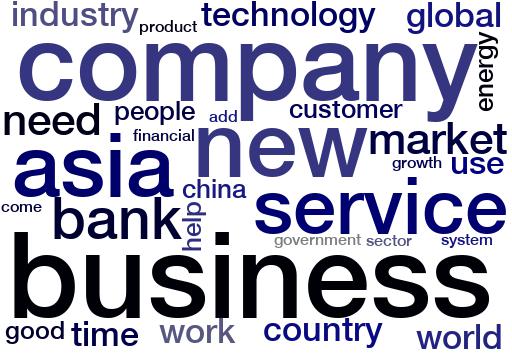 industry technology global
product
company
energy
need people add customer
financial new market
asia growth use
china
come bank help service
government sector system
business
good time work country world